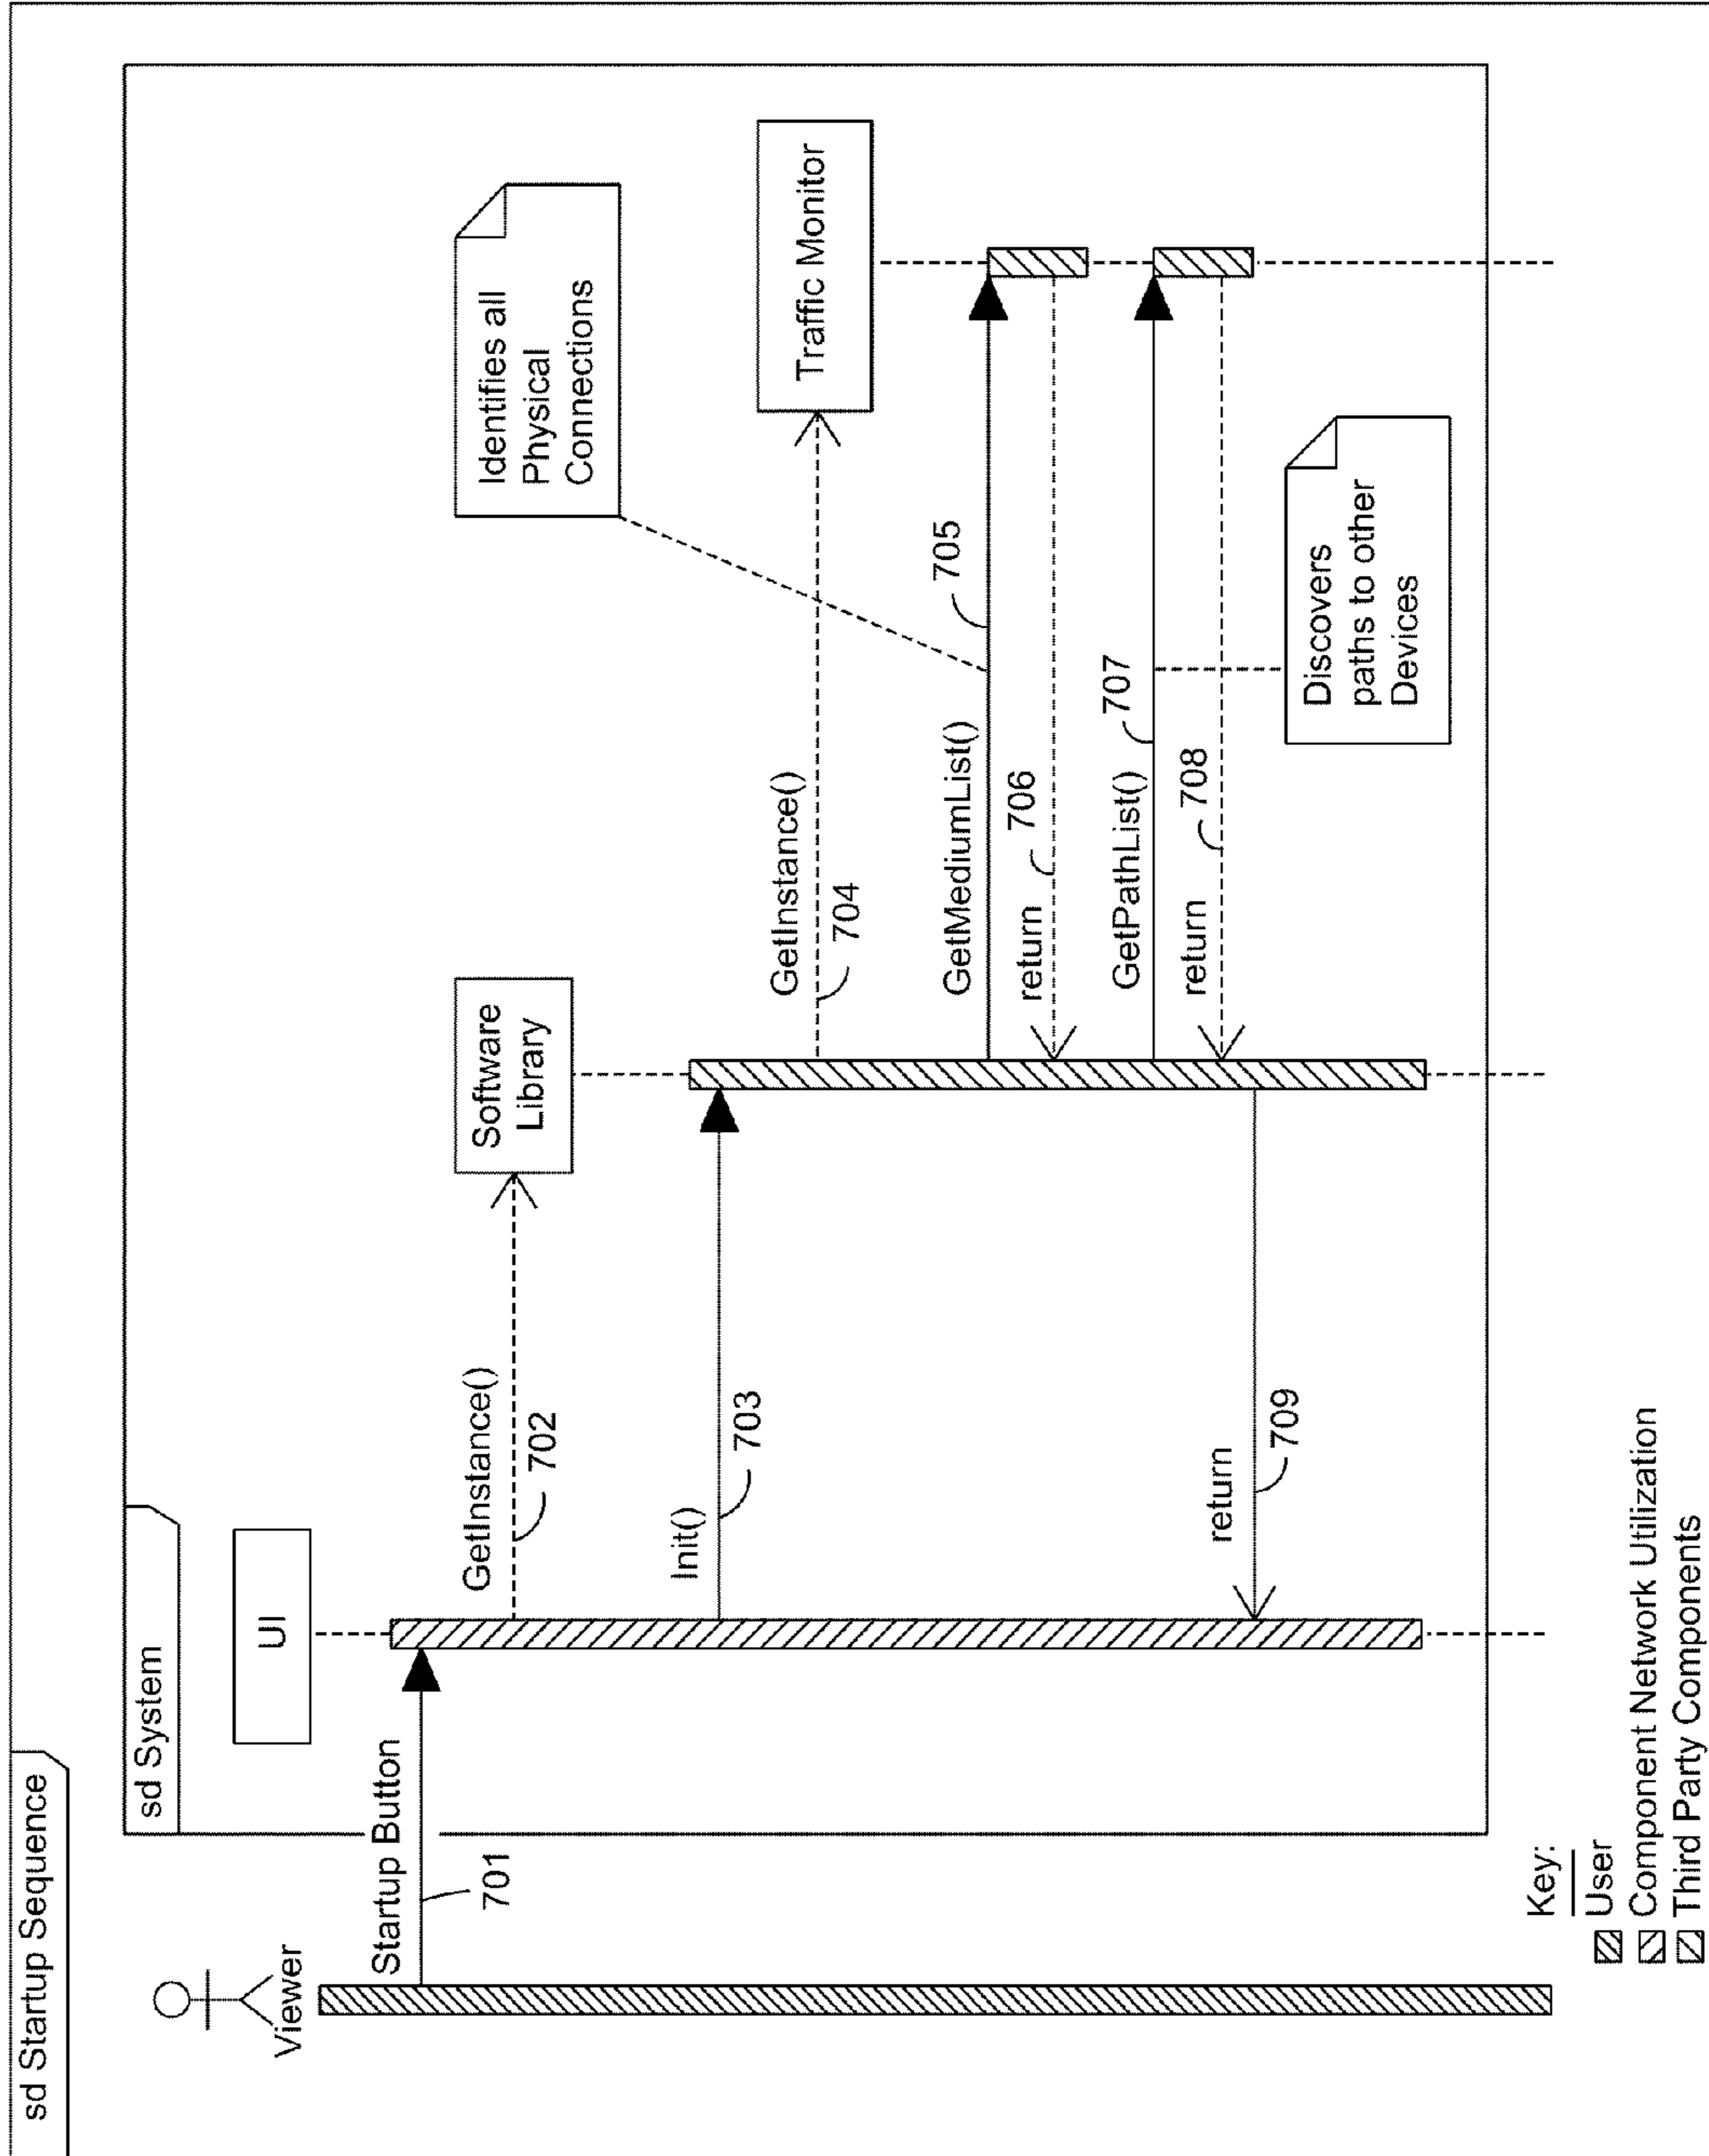 sd Startup Sequence
sd System
Viewer
UI
Software
Library
Traffic Monitor
Identifies all
Physical
Connections
Startup Button
701
GetInstance()
702
Init()
703
GetInstance()
704
GetMediumList()
705
return
706
GetPathList()
707
return
708
Discovers
paths to other
Devices
return
709
Key:
User
Component Network Utilization
Third Party Components